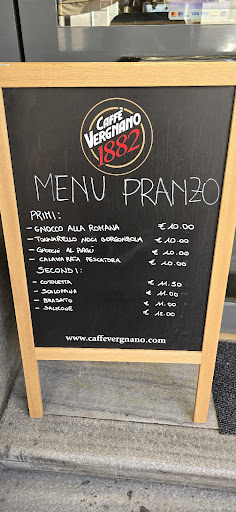 CAFFÈ
VERGNANO
1882
MENU PRANZO
PRIMI:
- GNOCCO ALLA ROMANA € 10.00
- TONNARELLO NOCI GORGONZOLA € 10.00
- GNOCCHI AL RAGÙ € 10.00
- CALAMARATA PESCATORA € 10.00
SECONDI:
- COTOLETTA € 11.50
- SCALOPPINA € 11.00
- BRASATO € 11.00
- SALMONE € 12.00
www.caffevergnano.com